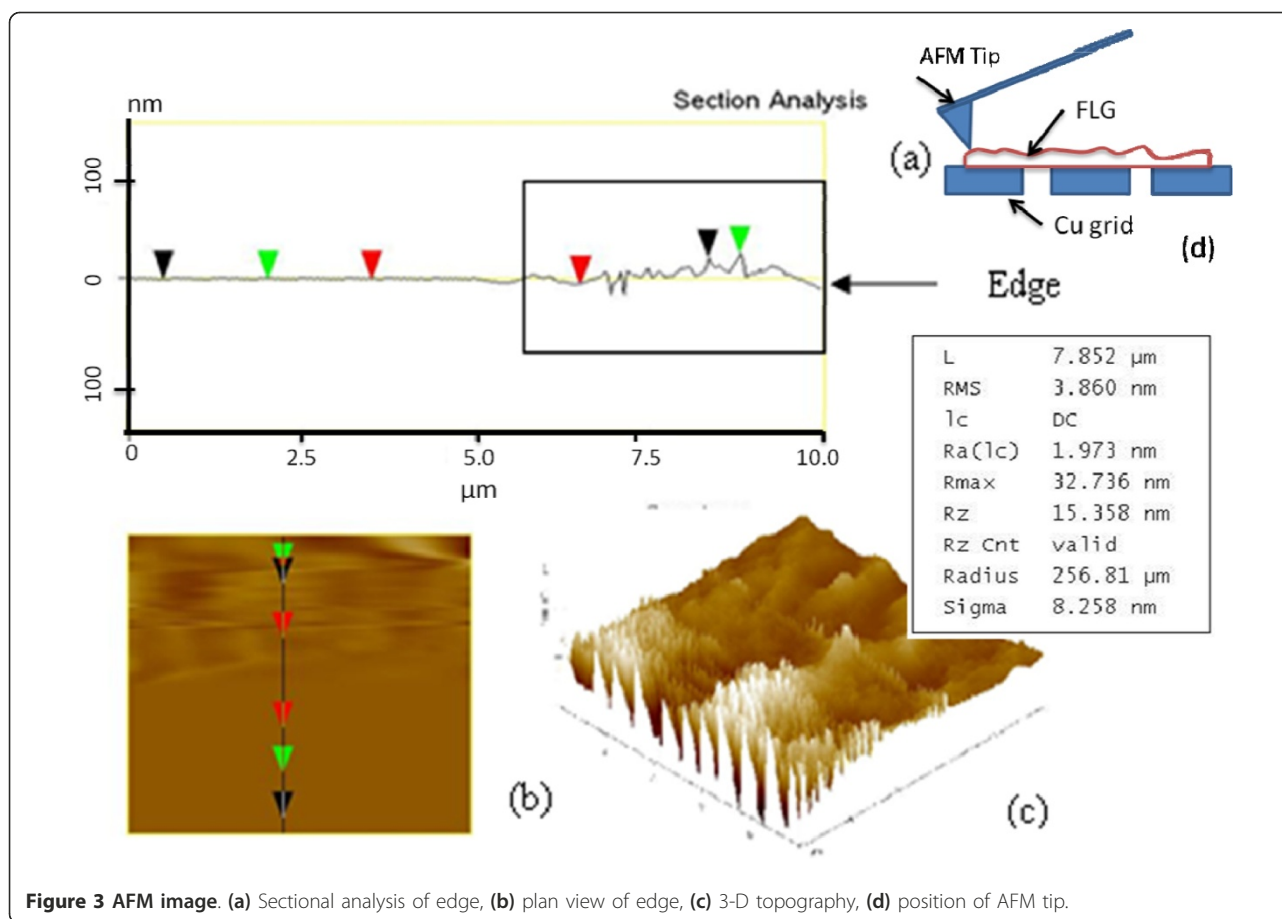 nm
Section Analysis
100
0
100
0
2.5
5.0
7.5
10.0
µm
(a)
Edge
AFM Tip
FLG
Cu grid
(d)
L 7.852 µm
RMS 3.860 nm
lc DC
Ra(lc) 1.973 nm
Rmax 32.736 nm
Rz 15.358 nm
Rz Cnt valid
Radius 256.81 µm
Sigma 8.258 nm
(b)
(c)
Figure 3 AFM image. (a) Sectional analysis of edge, (b) plan view of edge, (c) 3-D topography, (d) position of AFM tip.